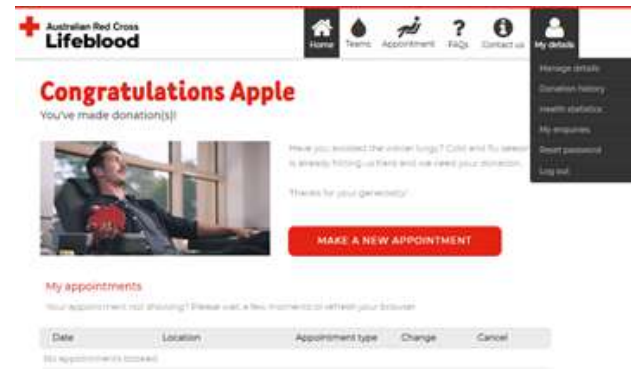 Australian Red Cross
Lifeblood
Home
Teams
Appointment
FAQs
Contact us
My details
Manage details
Donation history
Health statistics
My enquiries
Reset password
Log out
Congratulations Apple
You've made donation(s)!
Have you avoided the winter lurgy? Cold and flu season
is already hitting us here and we need your donation.
Thanks for your generosity!
MAKE A NEW APPOINTMENT
My appointments
Your appointment not showing? Please wait a few moments or refresh your browser
Date Location Appointment type Change Cancel
No appointments booked